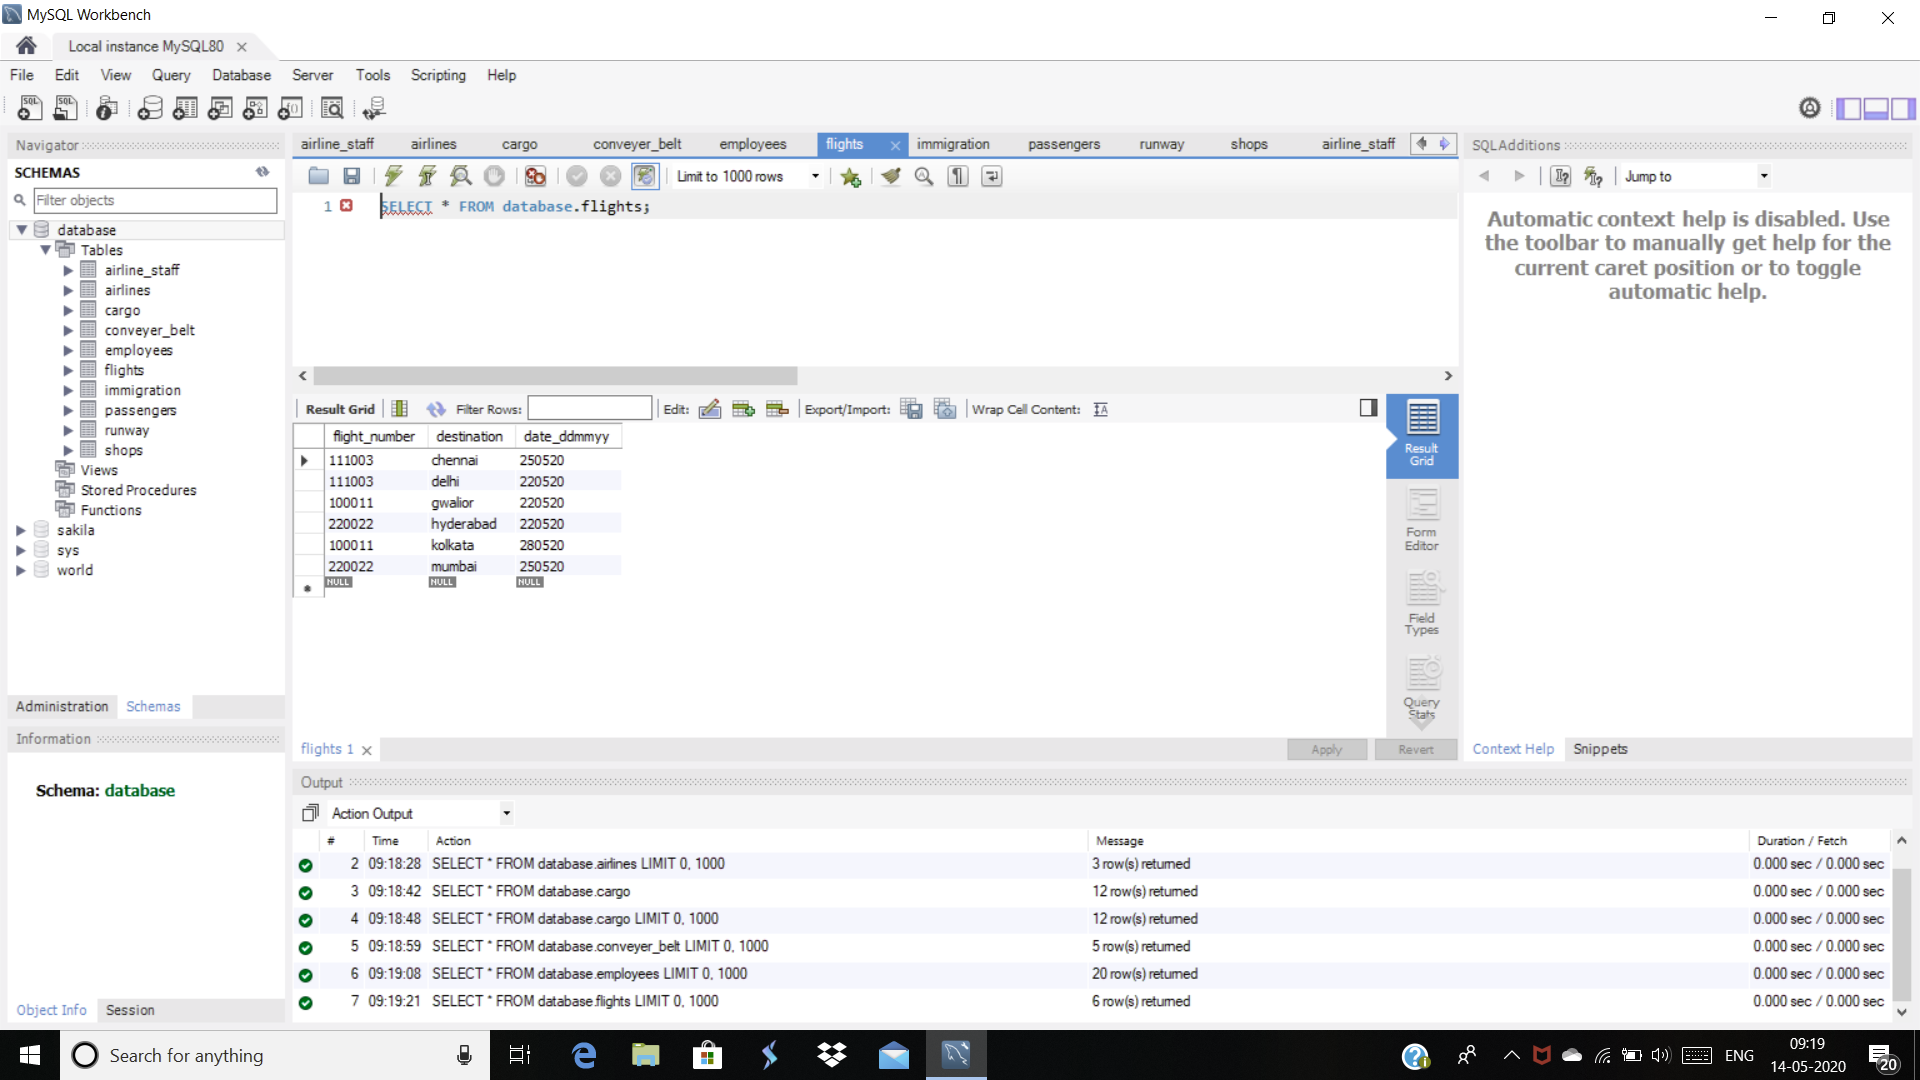 MySQL Workbench
Local instance MySQL80
File Edit View Query Database Server Tools Scripting Help
Navigator
SCHEMAS
Filter objects
database
Tables
airline_staff
airlines
cargo
conveyer_belt
employees
flights
immigration
passengers
runway
shops
Views
Stored Procedures
Functions
sakila
sys
world
Administration Schemas
Information
Schema: database
Object Info Session
airline_staff airlines cargo conveyer_belt employees flights immigration passengers runway shops airline_staff
Limit to 1000 rows
1 SELECT * FROM database.flights;
Result Grid Filter Rows: Edit: Export/Import: Wrap Cell Content:
flight_number destination date_ddmmyy
111003 chennai 250520
111003 delhi 220520
100011 gwalior 220520
220022 hyderabad 220520
100011 kolkata 280520
220022 mumbai 250520
NULL NULL NULL
Result
Grid
Form
Editor
Field
Types
Query
Stats
flights 1
Apply Revert
SQLAdditions
Jump to
Automatic context help is disabled. Use
the toolbar to manually get help for the
current caret position or to toggle
automatic help.
Context Help Snippets
Output
Action Output
# Time Action Message Duration / Fetch
2 09:18:28 SELECT * FROM database.airlines LIMIT 0, 1000 3 row(s) returned 0.000 sec / 0.000 sec
3 09:18:42 SELECT * FROM database.cargo 12 row(s) returned 0.000 sec / 0.000 sec
4 09:18:48 SELECT * FROM database.cargo LIMIT 0, 1000 12 row(s) returned 0.000 sec / 0.000 sec
5 09:18:59 SELECT * FROM database.conveyer_belt LIMIT 0, 1000 5 row(s) returned 0.000 sec / 0.000 sec
6 09:19:08 SELECT * FROM database.employees LIMIT 0, 1000 20 row(s) returned 0.000 sec / 0.000 sec
7 09:19:21 SELECT * FROM database.flights LIMIT 0, 1000 6 row(s) returned 0.000 sec / 0.000 sec
Search for anything
ENG
09:19
14-05-2020
20